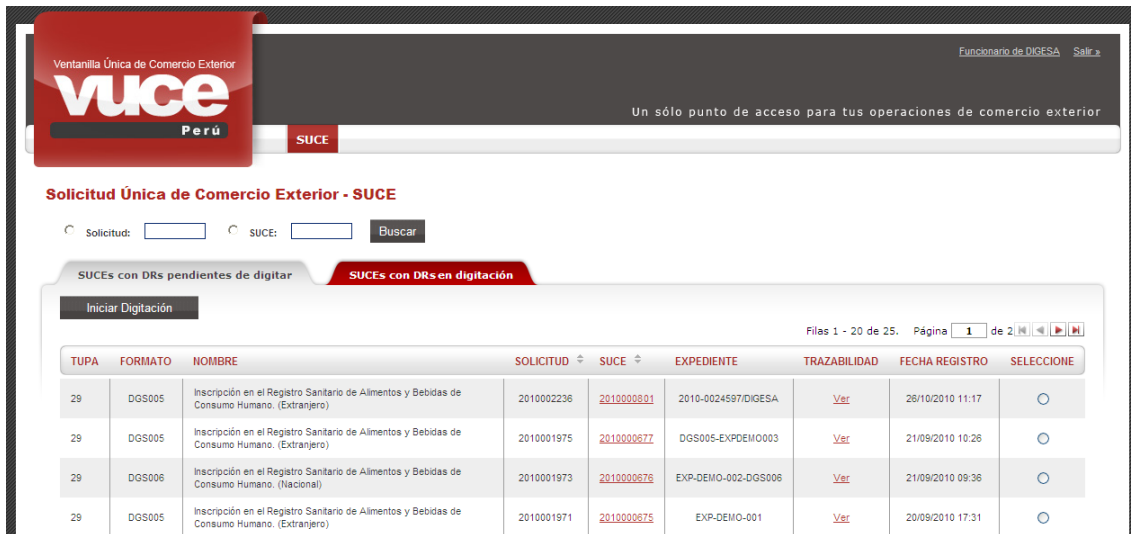 Funcionario de DIGESA Salir »
Ventanilla Única de Comercio Exterior
vuce
Perú
Un sólo punto de acceso para tus operaciones de comercio exterior
SUCE
Solicitud Única de Comercio Exterior - SUCE
Solicitud: SUCE: Buscar
SUCEs con DRs pendientes de digitar SUCEs con DRs en digitación
Iniciar Digitación
Filas 1 - 20 de 25. Página 1 de 2
TUPA FORMATO NOMBRE SOLICITUD SUCE EXPEDIENTE TRAZABILIDAD FECHA REGISTRO SELECCIONE
29 DGS005 Inscripción en el Registro Sanitario de Alimentos y Bebidas de 2010002236 2010000801 2010-0024597/DIGESA Ver 26/10/2010 11:17
Consumo Humano. (Extranjero)
29 DGS005 Inscripción en el Registro Sanitario de Alimentos y Bebidas de 2010001975 2010000677 DGS005-EXPDEMO003 Ver 21/09/2010 10:26
Consumo Humano. (Extranjero)
29 DGS006 Inscripción en el Registro Sanitario de Alimentos y Bebidas de 2010001973 2010000676 EXP-DEMO-002-DGS006 Ver 21/09/2010 09:36
Consumo Humano. (Nacional)
29 DGS005 Inscripción en el Registro Sanitario de Alimentos y Bebidas de 2010001971 2010000675 EXP-DEMO-001 Ver 20/09/2010 17:31
Consumo Humano. (Extranjero)